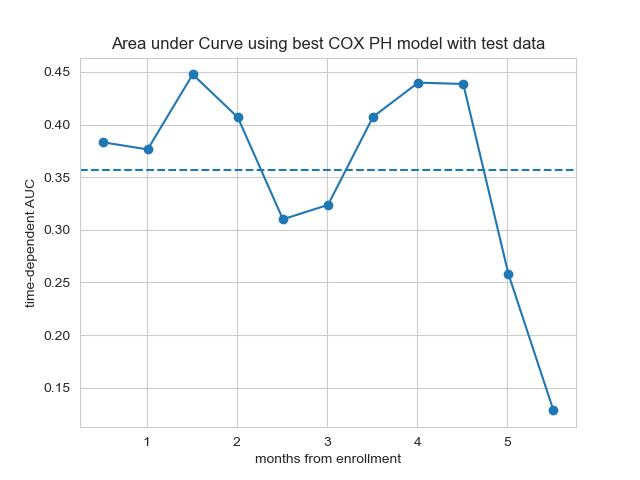 Area under Curve using best COX PH model with test data
time-dependent AUC
0.45
0.40
0.35
0.30
0.25
0.20
0.15
1 2 3 4 5
months from enrollment